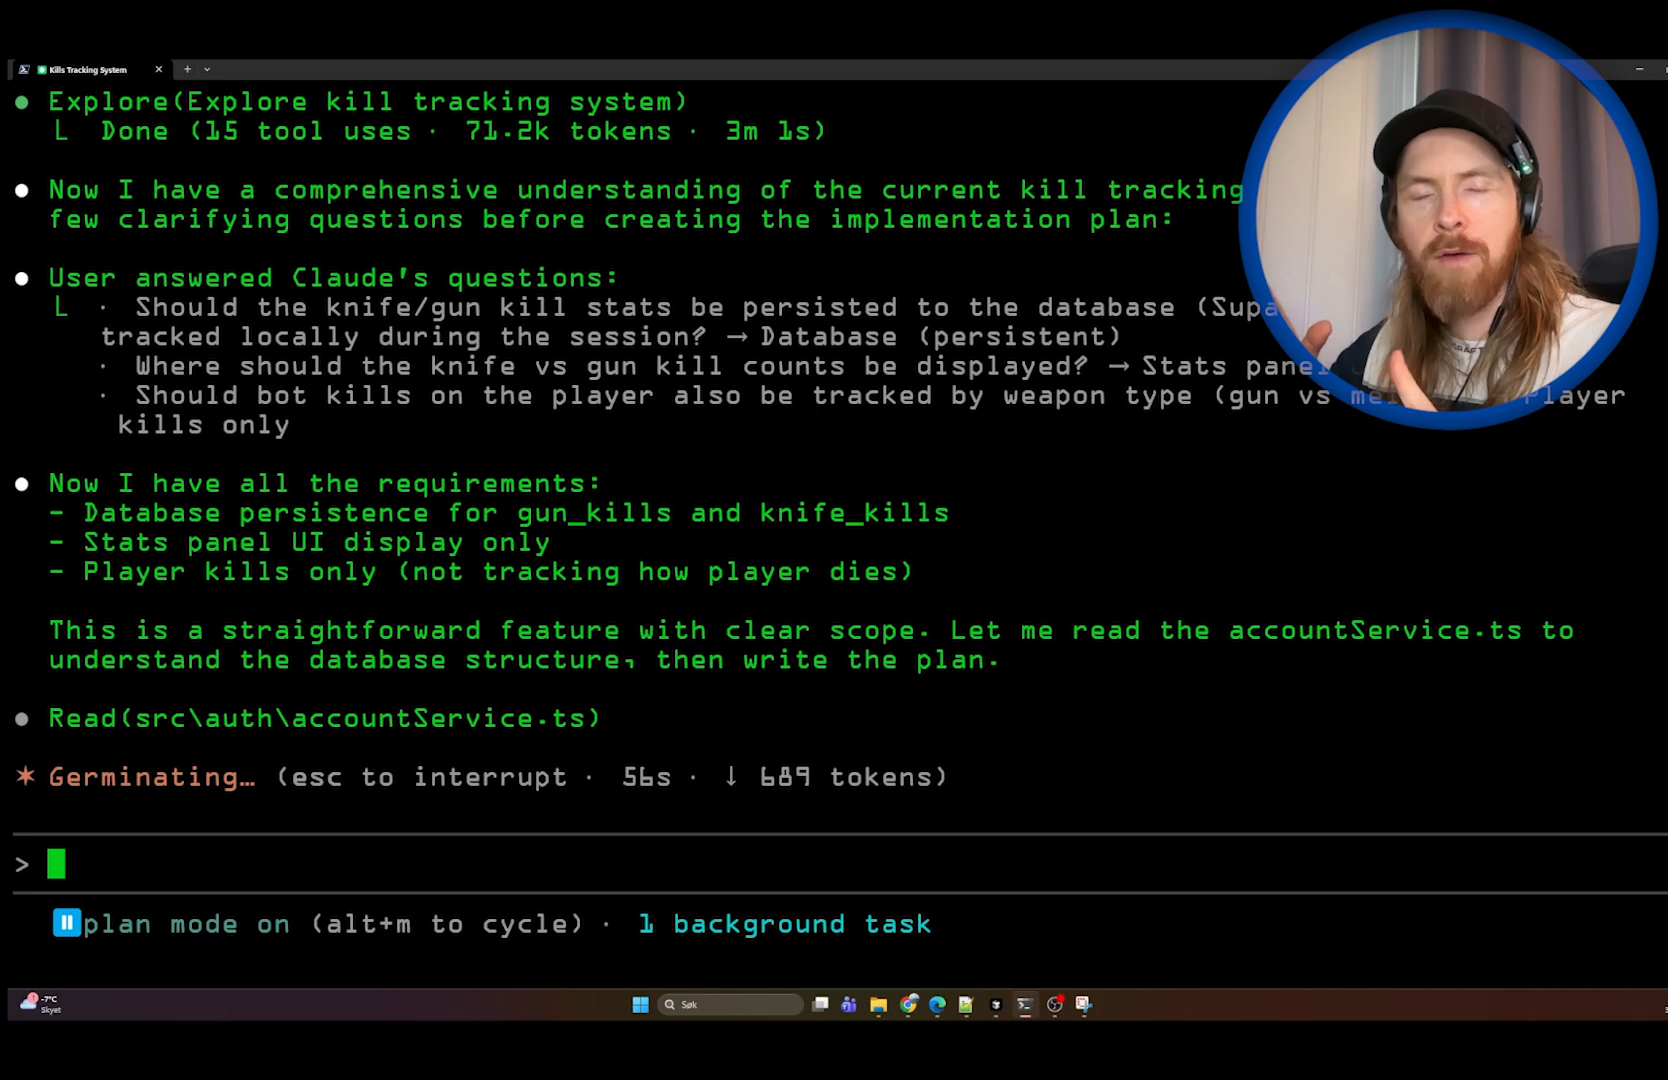 Kills Tracking System
Explore(Explore kill tracking system)
Done (15 tool uses · 71.2k tokens · 3m 1s)
Now I have a comprehensive understanding of the current kill tracking
few clarifying questions before creating the implementation plan:
User answered Claude's questions:
· Should the knife/gun kill stats be persisted to the database (Supa
tracked locally during the session? → Database (persistent)
· Where should the knife vs gun kill counts be displayed? → Stats panel
· Should bot kills on the player also be tracked by weapon type (gun vs Player
kills only
Now I have all the requirements:
- Database persistence for gun_kills and knife_kills
- Stats panel UI display only
- Player kills only (not tracking how player dies)
This is a straightforward feature with clear scope. Let me read the accountService.ts to
understand the database structure, then write the plan.
Read(src\auth\accountService.ts)
Germinating… (esc to interrupt · 56s · ↓ 689 tokens)
>
plan mode on (alt+m to cycle) · 1 background task
-7°C
Skyet
Søk